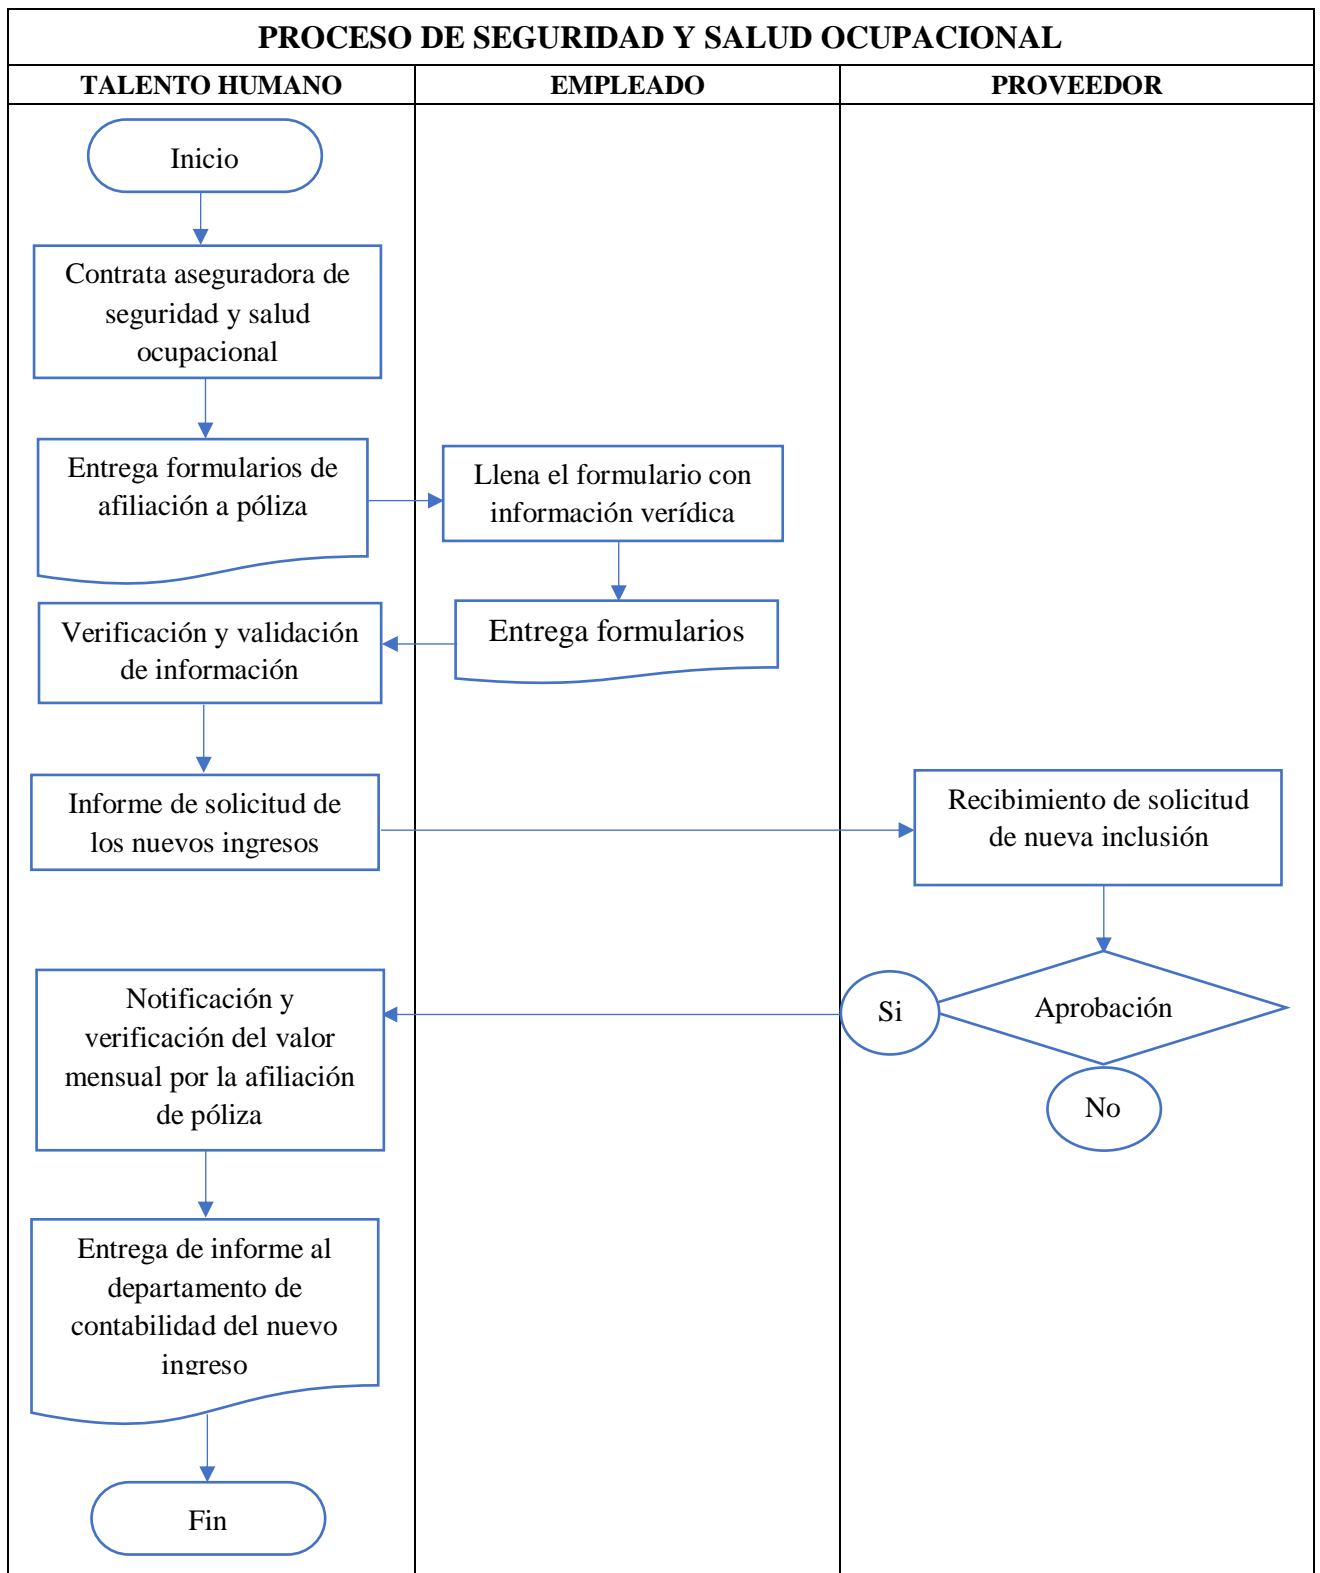 PROCESO DE SEGURIDAD Y SALUD OCUPACIONAL
TALENTO HUMANO
EMPLEADO
PROVEEDOR
Inicio
Contrata aseguradora de
seguridad y salud
ocupacional
Entrega formularios de
afiliación a póliza
Llena el formulario con
información verídica
Entrega formularios
Verificación y validación
de información
Informe de solicitud de
los nuevos ingresos
Recibimiento de solicitud
de nueva inclusión
Aprobación
Si
No
Notificación y
verificación del valor
mensual por la afiliación
de póliza
Entrega de informe al
departamento de
contabilidad del nuevo
ingreso
Fin